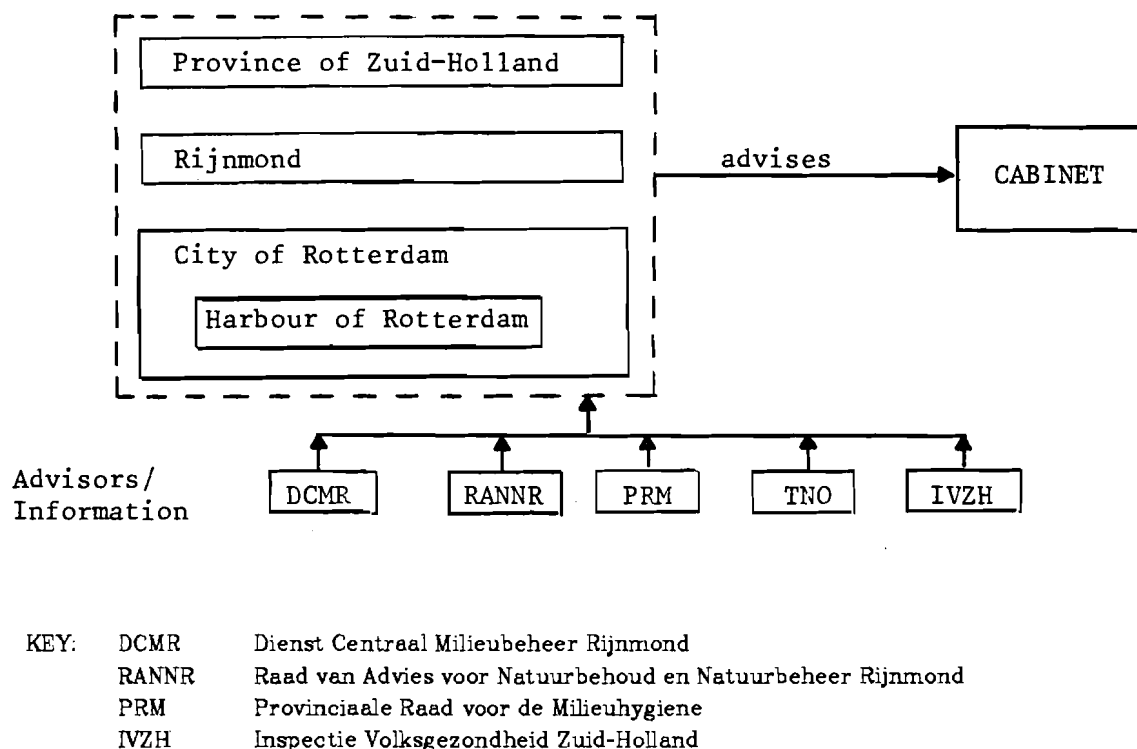 Province of Zuid-Holland
Rijnmond
advises
CABINET
City of Rotterdam
Harbour of Rotterdam
Advisors/
Information
DCMR
RANNR
PRM
TNO
IVZH
KEY:
DCMR Dienst Centraal Milieubeheer Rijnmond
RANNR Raad van Advies voor Natuurbehoud en Natuurbeheer Rijnmond
PRM Provinciaale Raad voor de Milieuhygiene
IVZH Inspectie Volksgezondheid Zuid-Holland